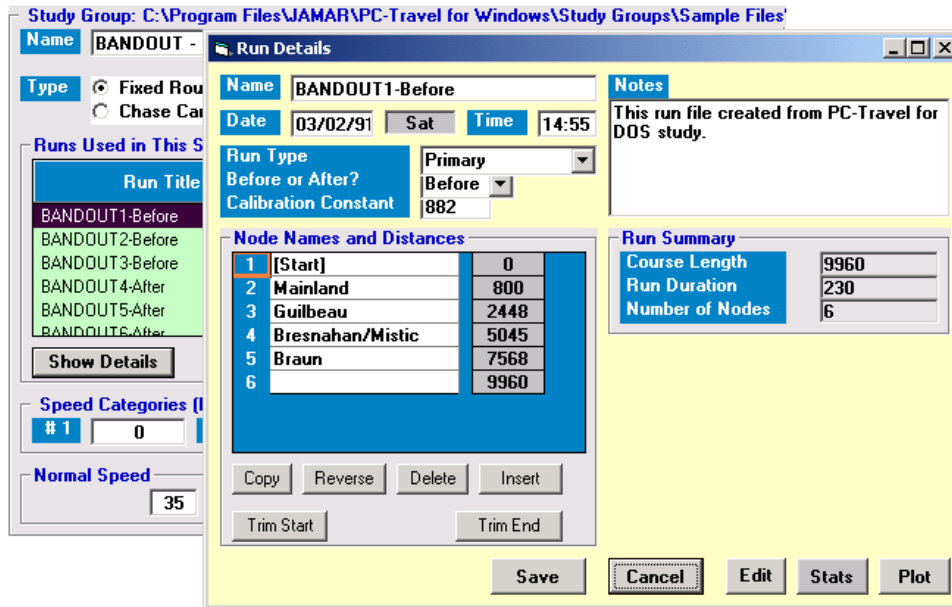 Study Group: C:\Program Files\JAMAR\PC-Travel for Windows\Study Groups\Sample Files\
Name BANDOUT -
Type Fixed Rou
Chase Car
Runs Used in This S
Run Title
BANDOUT1-Before
BANDOUT2-Before
BANDOUT3-Before
BANDOUT4-After
BANDOUT5-After
BANDOUT6-After
Show Details
Speed Categories (
# 1 0
Normal Speed
35
Run Details
Name BANDOUT1-Before
Date 03/02/91 Sat Time 14:55
Run Type Primary
Before or After? Before
Calibration Constant 882
Notes
This run file created from PC-Travel for
DOS study.
Node Names and Distances
1 [Start] 0
2 Mainland 800
3 Guilbeau 2448
4 Bresnahan/Mistic 5045
5 Braun 7568
6 9960
Copy Reverse Delete Insert
Trim Start Trim End
Run Summary
Course Length 9960
Run Duration 230
Number of Nodes 6
Save Cancel Edit Stats Plot